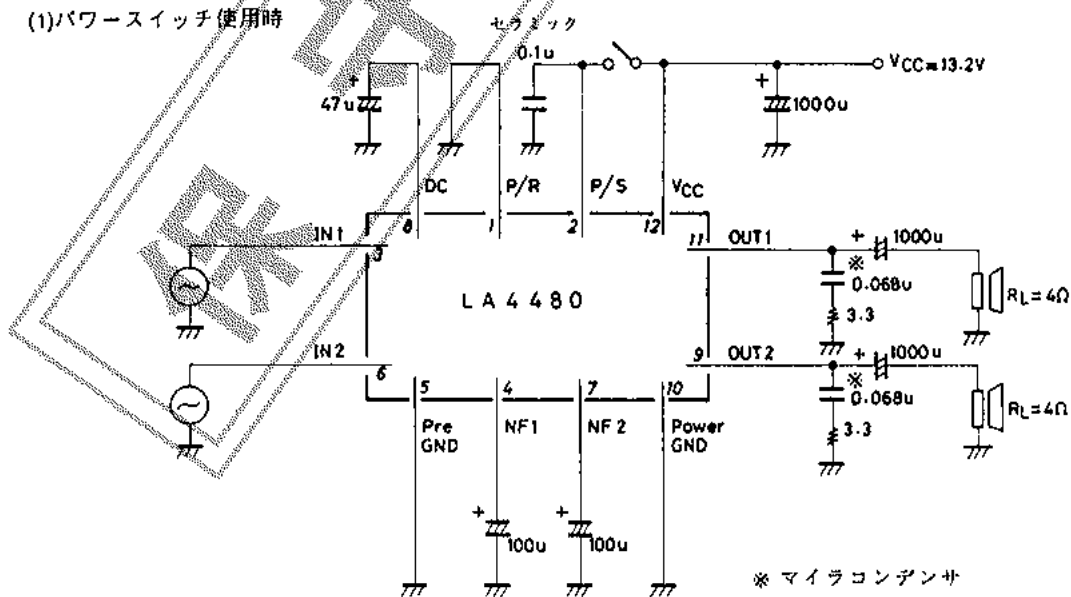 (1)パワースイッチ使用時
セラミック
0.1u
+
47u
+
1000u
VCC=13.2V
DC
P/R
P/S
VCC
8
1
2
12
IN1
3
11
OUT1
+
1000u
※
0.068u
3.3
RL=4Ω
LA4480
IN2
6
9
OUT2
+
1000u
※
0.068u
3.3
RL=4Ω
5
4
7
10
Pre
GND
NF1
NF2
Power
GND
+
100u
+
100u
※ マイラコンデンサ